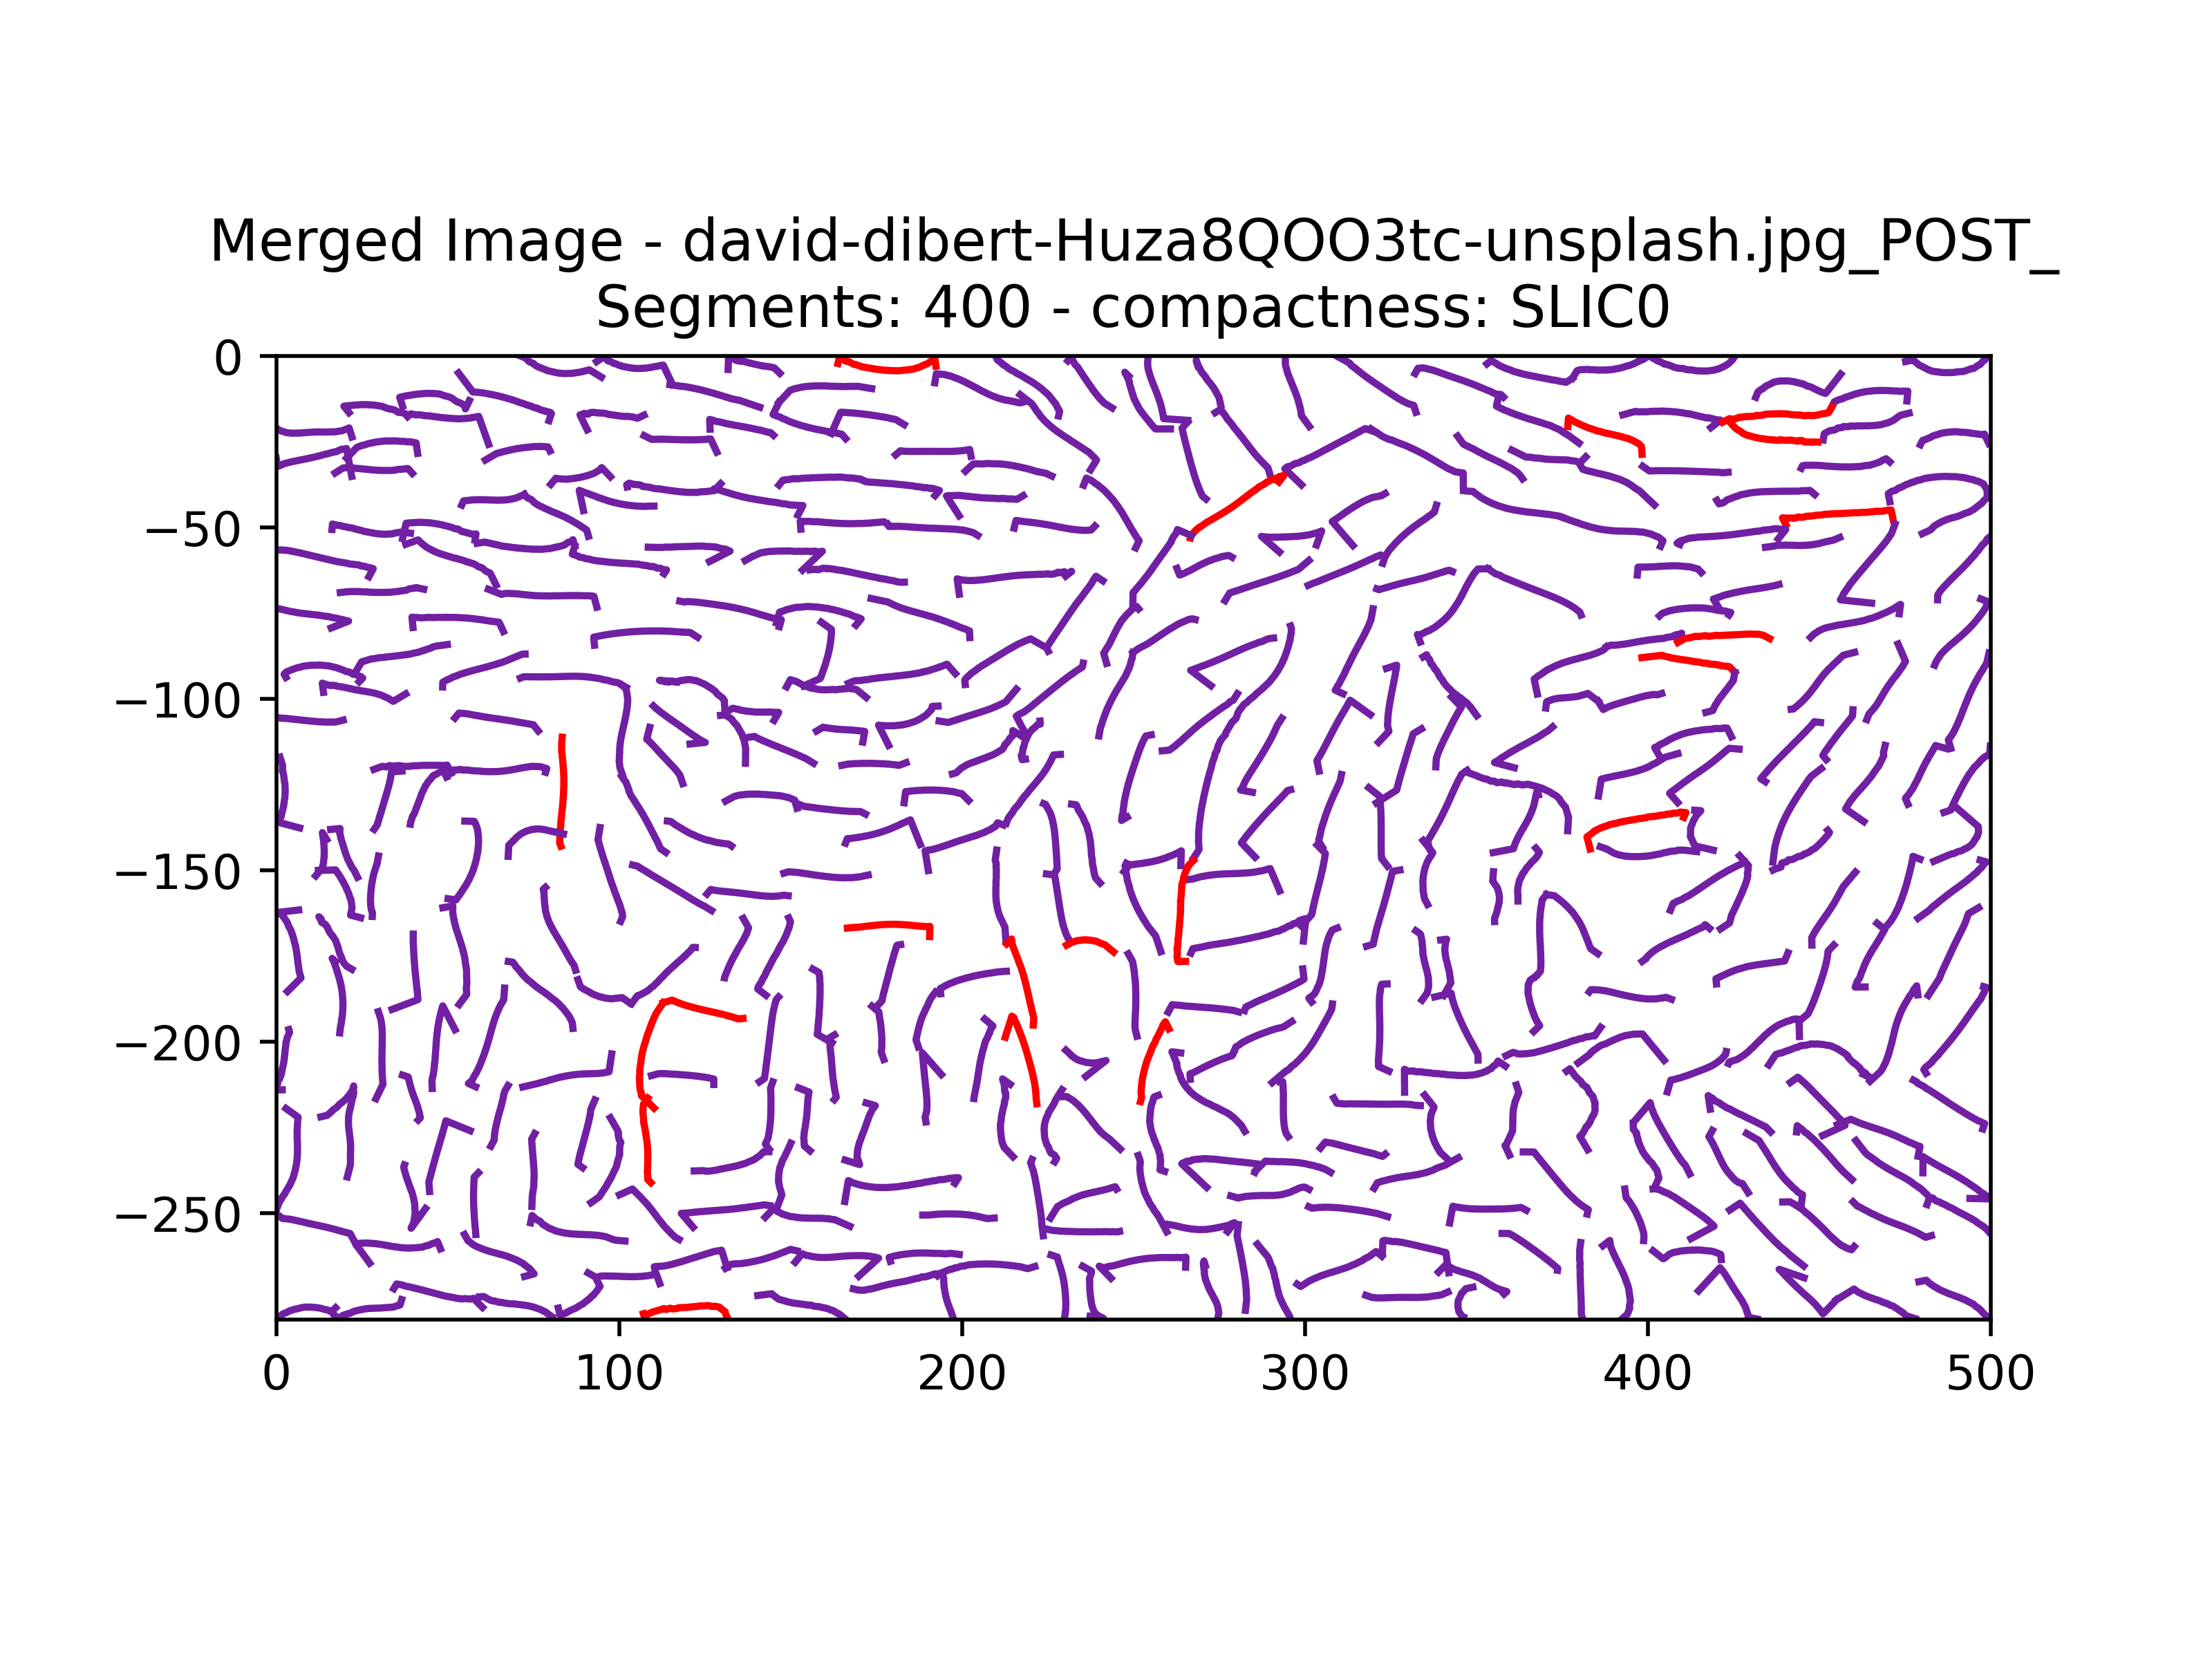 Merged Image - david-dibert-Huza8QOO3tc-unsplash.jpg_POST_
Segments: 400 - compactness: SLIC0
0
−50
−100
−150
−200
−250
0 100 200 300 400 500